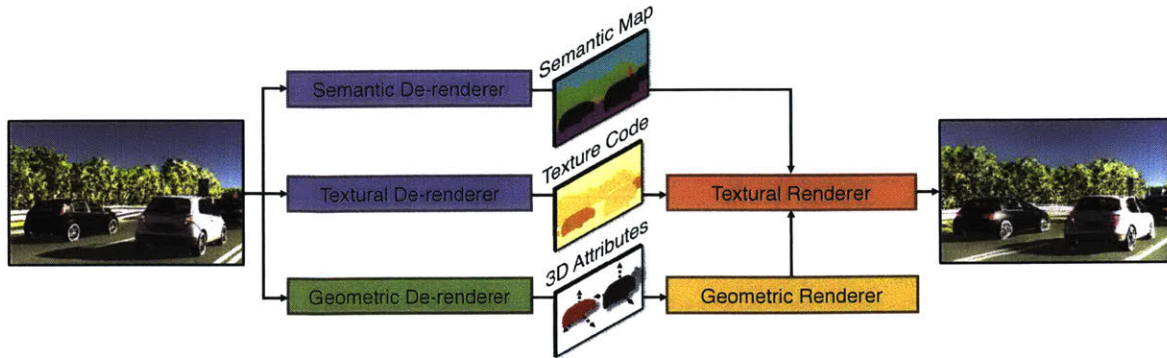 Semantic De-renderer
Semantic Map
Textural De-renderer
Texture Code
Textural Renderer
Geometric De-renderer
3D Attributes
Geometric Renderer